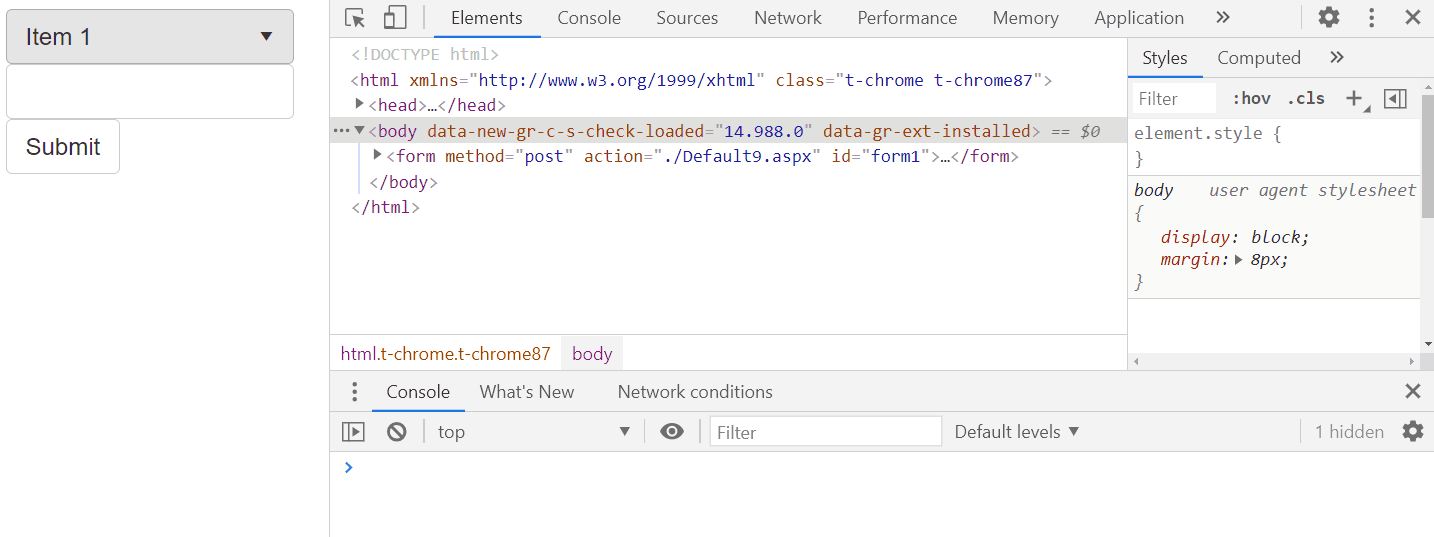 Item 1
Submit
Elements Console Sources Network Performance Memory Application
<!DOCTYPE html>
<html xmlns="http://www.w3.org/1999/xhtml" class="t-chrome t-chrome87">
<head>…</head>
<body data-new-gr-c-s-check-loaded="14.988.0" data-gr-ext-installed> == $0
<form method="post" action="./Default9.aspx" id="form1">…</form>
</body>
</html>
html.t-chrome.t-chrome87 body
Styles Computed
Filter :hov .cls
element.style {
}
body user agent stylesheet
{
display: block;
margin: 8px;
}
Console What's New Network conditions
top Filter Default levels 1 hidden